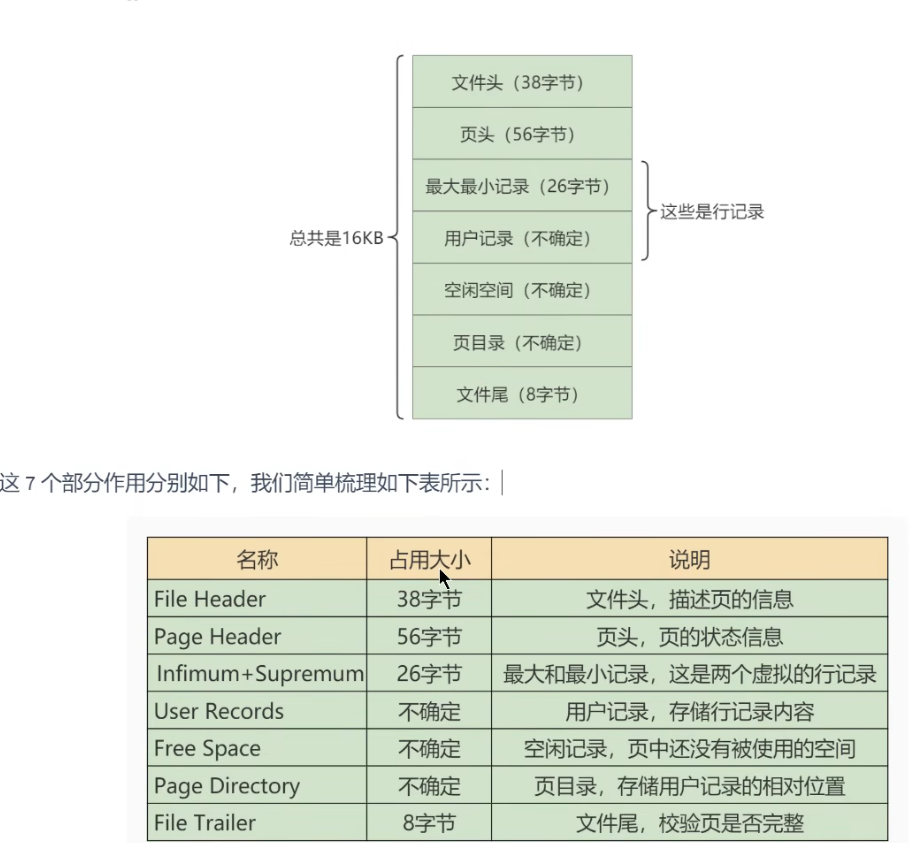 文件头（38字节）
页头（56字节）
最大最小记录（26字节）
这些是行记录
总共是16KB
用户记录（不确定）
空闲空间（不确定）
页目录（不确定）
文件尾（8字节）
这 7 个部分作用分别如下，我们简单梳理如下表所示：
名称 占用大小 说明
File Header 38字节 文件头，描述页的信息
Page Header 56字节 页头，页的状态信息
Infimum+Supremum 26字节 最大和最小记录，这是两个虚拟的行记录
User Records 不确定 用户记录，存储行记录内容
Free Space 不确定 空闲记录，页中还没有被使用的空间
Page Directory 不确定 页目录，存储用户记录的相对位置
File Trailer 8字节 文件尾，校验页是否完整